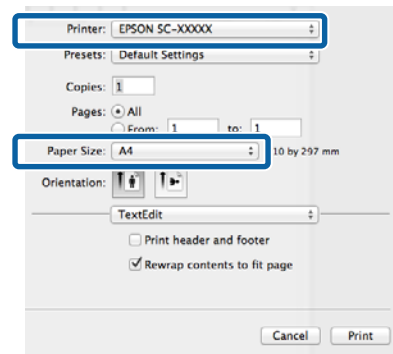 Printer: EPSON SC-XXXXX
Presets: Default Settings
Copies: 1
Pages: All
From: 1 to: 1
Paper Size: A4 10 by 297 mm
Orientation:
TextEdit
Print header and footer
Rewrap contents to fit page
Cancel Print